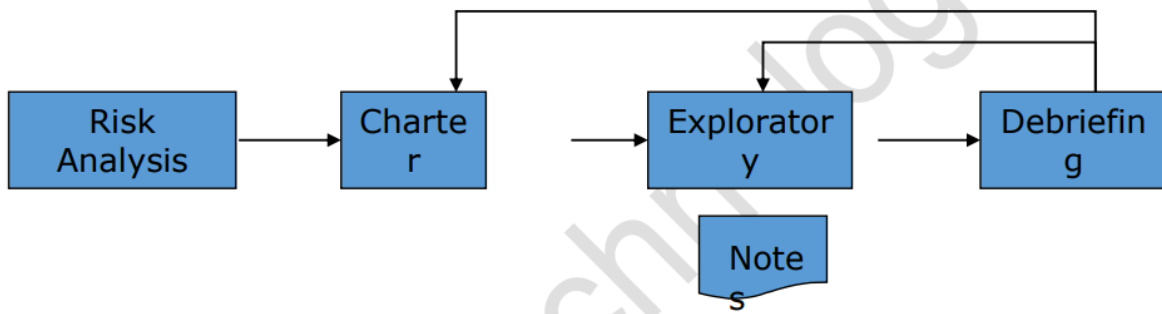 Risk
Analysis
Charte
r
Explorator
y
Debriefin
g
Note
s